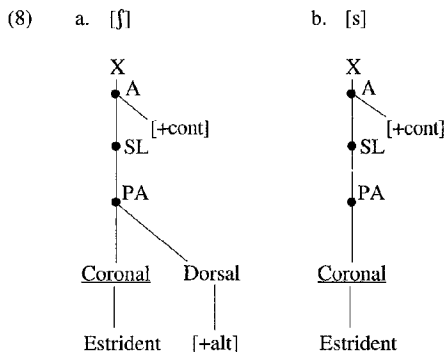 (8) a. [ʃ] b. [s]
X X
A A
[+cont] [+cont]
SL SL
PA PA
Coronal Dorsal Coronal
Estrident [+alt] Estrident